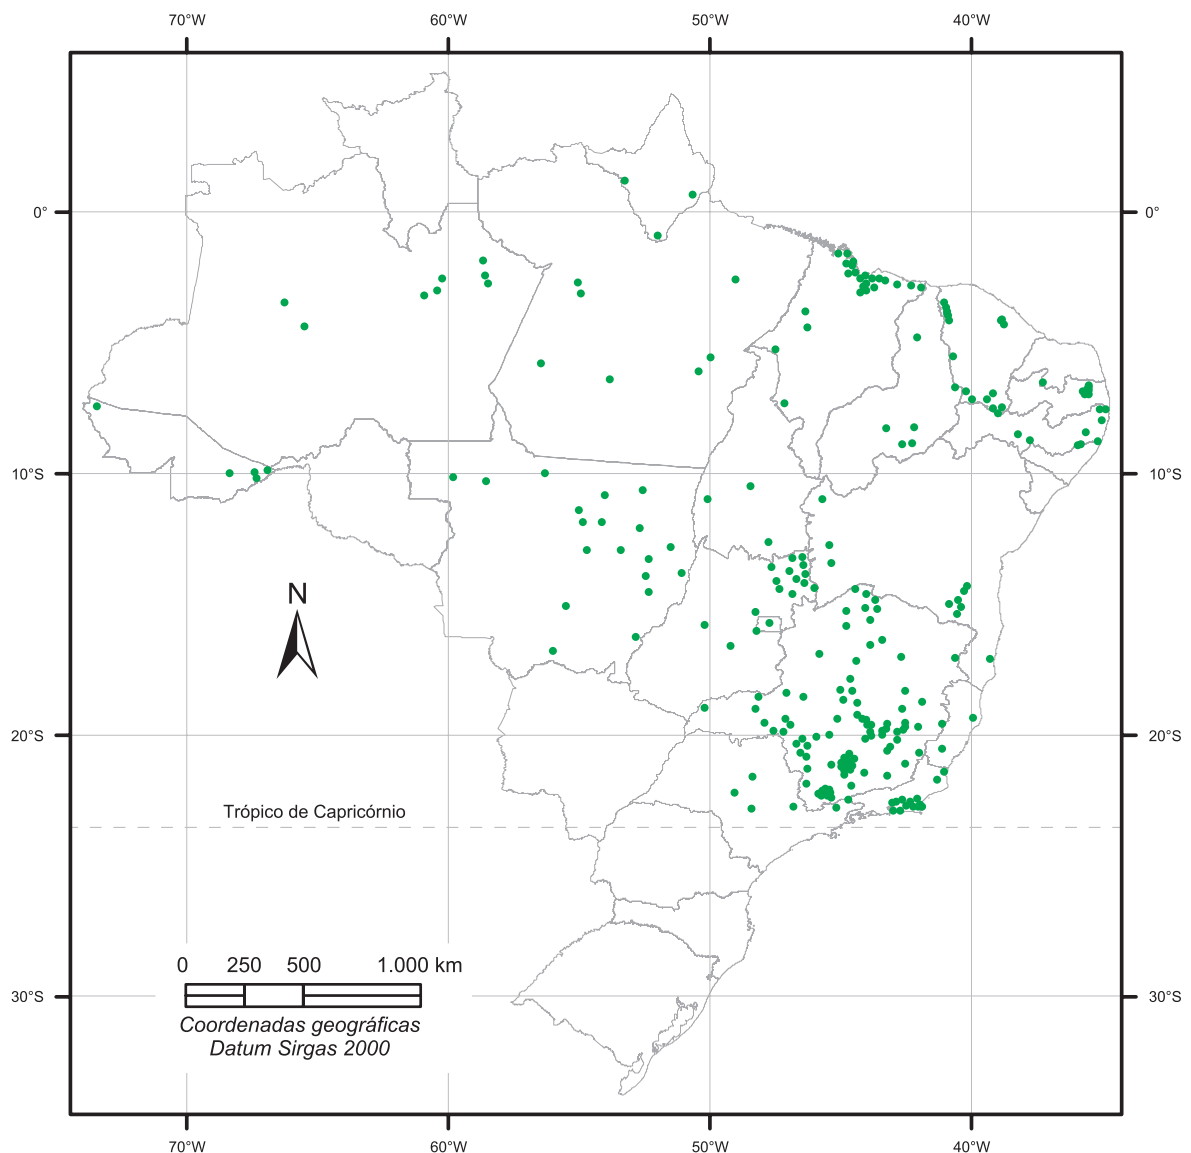 70°W 60°W 50°W 40°W
0° 0°
10°S 10°S
N
20°S 20°S
Trópico de Capricórnio
0 250 500 1.000 km
30°S 30°S
Coordenadas geográficas
Datum Sirgas 2000
70°W 60°W 50°W 40°W